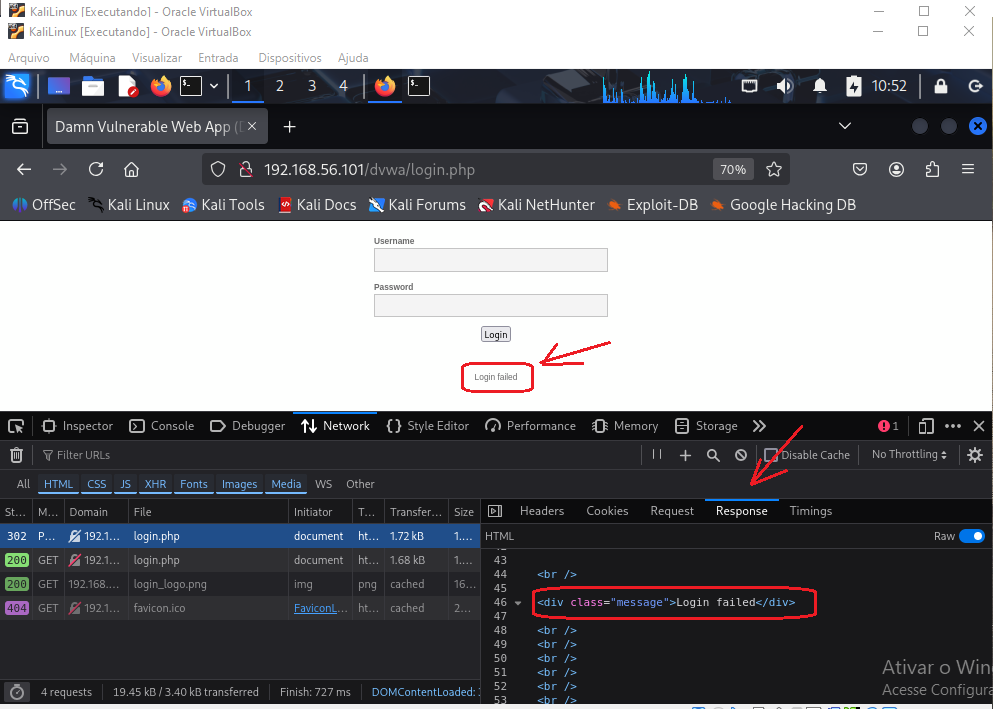 KaliLinux [Executando] - Oracle VirtualBox
KaliLinux [Executando] - Oracle VirtualBox
Arquivo Máquina Visualizar Entrada Dispositivos Ajuda
1 2 3 4 10:52
Damn Vulnerable Web App (
192.168.56.101/dvwa/login.php 70%
OffSec Kali Linux Kali Tools Kali Docs Kali Forums Kali NetHunter Exploit-DB Google Hacking DB
Username
Password
Login
Login failed
Inspector Console Debugger Network Style Editor Performance Memory Storage 1
Filter URLs Disable Cache No Throttling
All HTML CSS JS XHR Fonts Images Media WS Other
St... M... Domain File Initiator T... Transfer... Size Headers Cookies Request Response Timings
302 P... 192.1... login.php document ht... 1.72 kB 1....
HTML Raw
200 GET 192.1... login.php document ht... 1.68 kB 1....
200 GET 192.168.... login_logo.png img png cached 16...
404 GET 192.1... favicon.ico FaviconL... ht... cached 2...
43
44 <br />
45
46 <div class="message">Login failed</div>
47
48 <br />
49 <br />
50 <br />
51 <br />
52 <br />
53 <br />
Ativar o Win
Acesse Configura
4 requests 19.45 kB / 3.40 kB transferred Finish: 727 ms DOMContentLoaded: